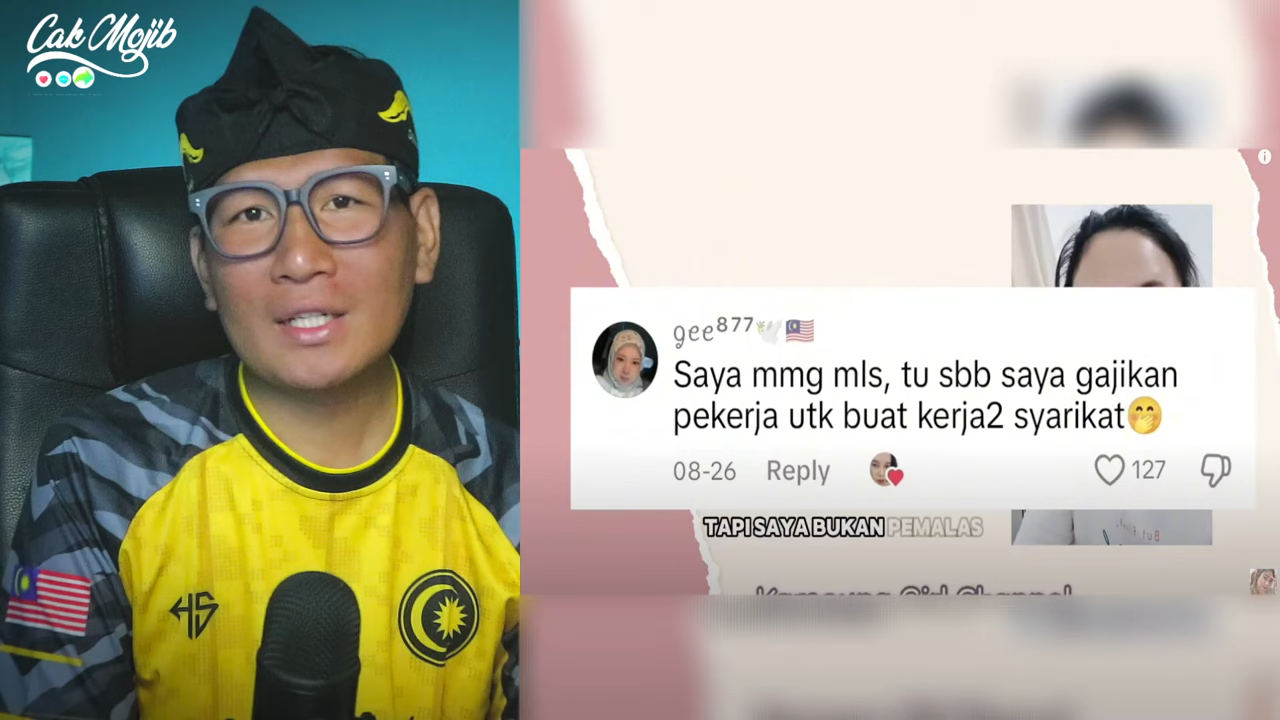 Cak Mojib
HS
gee⁸⁷⁷🕊️🇲🇾
Saya mmg mls, tu sbb saya gajikan
pekerja utk buat kerja2 syarikat🤭
08-26 Reply 127
TAPI SAYA BUKAN PEMALAS